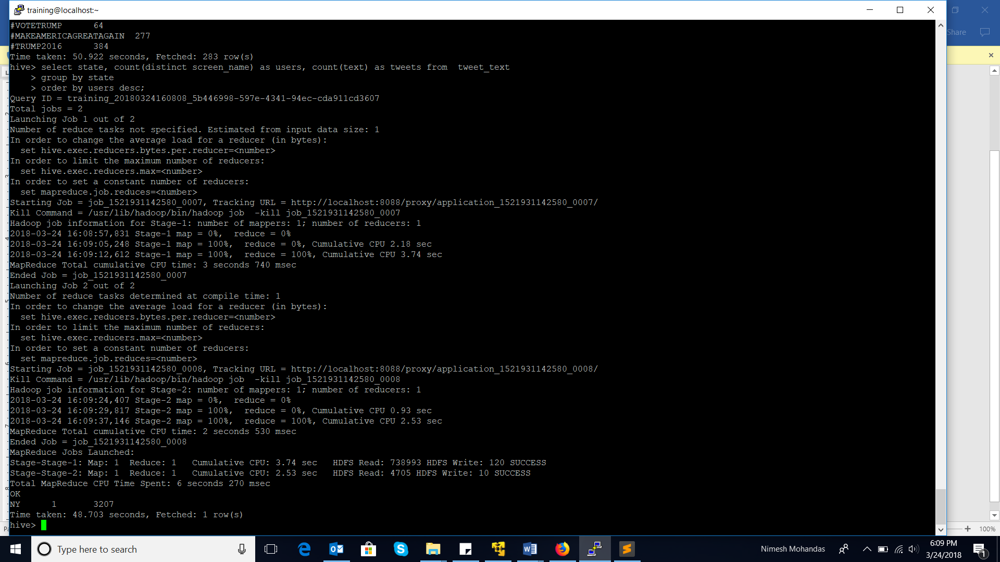 training@localhost:~
#VOTETRUMP      64
#MAKEAMERICAGREATAGAIN  277
#TRUMP2016      384
Time taken: 50.922 seconds, Fetched: 283 row(s)
hive> select state, count(distinct screen_name) as users, count(text) as tweets from  tweet_text
    > group by state
    > order by users desc;
Query ID = training_20180324160808_5b446998-597e-4341-94ec-cda911cd3607
Total jobs = 2
Launching Job 1 out of 2
Number of reduce tasks not specified. Estimated from input data size: 1
In order to change the average load for a reducer (in bytes):
  set hive.exec.reducers.bytes.per.reducer=<number>
In order to limit the maximum number of reducers:
  set hive.exec.reducers.max=<number>
In order to set a constant number of reducers:
  set mapreduce.job.reduces=<number>
Starting Job = job_1521931142580_0007, Tracking URL = http://localhost:8088/proxy/application_1521931142580_0007/
Kill Command = /usr/lib/hadoop/bin/hadoop job  -kill job_1521931142580_0007
Hadoop job information for Stage-1: number of mappers: 1; number of reducers: 1
2018-03-24 16:08:57,831 Stage-1 map = 0%,  reduce = 0%
2018-03-24 16:09:05,248 Stage-1 map = 100%,  reduce = 0%, Cumulative CPU 2.18 sec
2018-03-24 16:09:12,612 Stage-1 map = 100%,  reduce = 100%, Cumulative CPU 3.74 sec
MapReduce Total cumulative CPU time: 3 seconds 740 msec
Ended Job = job_1521931142580_0007
Launching Job 2 out of 2
Number of reduce tasks determined at compile time: 1
In order to change the average load for a reducer (in bytes):
  set hive.exec.reducers.bytes.per.reducer=<number>
In order to limit the maximum number of reducers:
  set hive.exec.reducers.max=<number>
In order to set a constant number of reducers:
  set mapreduce.job.reduces=<number>
Starting Job = job_1521931142580_0008, Tracking URL = http://localhost:8088/proxy/application_1521931142580_0008/
Kill Command = /usr/lib/hadoop/bin/hadoop job  -kill job_1521931142580_0008
Hadoop job information for Stage-2: number of mappers: 1; number of reducers: 1
2018-03-24 16:09:24,407 Stage-2 map = 0%,  reduce = 0%
2018-03-24 16:09:29,817 Stage-2 map = 100%,  reduce = 0%, Cumulative CPU 0.93 sec
2018-03-24 16:09:37,146 Stage-2 map = 100%,  reduce = 100%, Cumulative CPU 2.53 sec
MapReduce Total cumulative CPU time: 2 seconds 530 msec
Ended Job = job_1521931142580_0008
MapReduce Jobs Launched:
Stage-Stage-1: Map: 1  Reduce: 1   Cumulative CPU: 3.74 sec   HDFS Read: 738993 HDFS Write: 120 SUCCESS
Stage-Stage-2: Map: 1  Reduce: 1   Cumulative CPU: 2.53 sec   HDFS Read: 4705 HDFS Write: 10 SUCCESS
Total MapReduce CPU Time Spent: 6 seconds 270 msec
OK
NY      1       3207
Time taken: 48.703 seconds, Fetched: 1 row(s)
hive>
Share
100%
Type here to search
Nimesh Mohandas
6:09 PM
3/24/2018
1